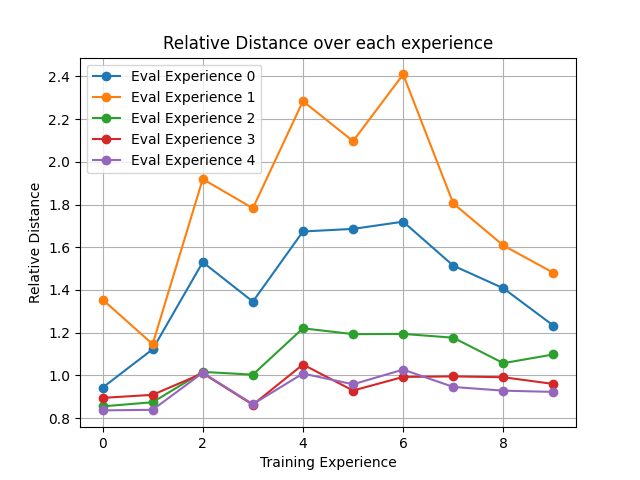 Relative Distance over each experience
Eval Experience 0
Eval Experience 1
Eval Experience 2
Eval Experience 3
Eval Experience 4
Relative Distance
2.4
2.2
2.0
1.8
1.6
1.4
1.2
1.0
0.8
0 2 4 6 8
Training Experience